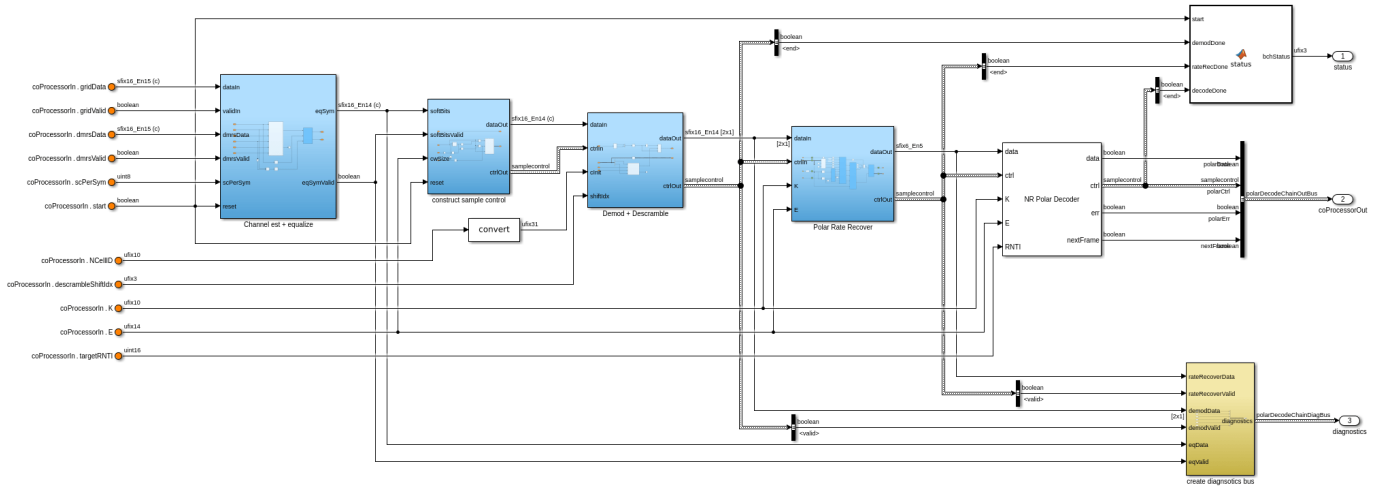 coProcessorIn . gridData
sfix16_En15 (c)
coProcessorIn . gridValid
boolean
coProcessorIn . dmrsData
sfix16_En15 (c)
coProcessorIn . dmrsValid
boolean
coProcessorIn . scPerSym
uint8
coProcessorIn . start
boolean
coProcessorIn . NCellID
ufix10
coProcessorIn . descrambleShiftIdx
ufix3
coProcessorIn . K
ufix10
coProcessorIn . E
ufix14
coProcessorIn . targetRNTI
uint16
dataIn
validIn
dmrsData
dmrsValid
scPerSym
reset
eqSym
eqSymValid
Channel est + equalize
sfix16_En14 (c)
boolean
softBits
softBitsValid
cwSize
reset
dataOut
ctrlOut
construct sample control
sfix16_En14 (c)
samplecontrol
convert
ufix31
dataIn
ctrlIn
cinit
shiftIdx
dataOut
ctrlOut
Demod + Descramble
sfix16_En14 [2x1]
samplecontrol
boolean
<end>
dataIn
[2x1]
ctrlIn
K
E
dataOut
ctrlOut
Polar Rate Recover
sfix6_En5
samplecontrol
boolean
<end>
data
ctrl
K
E
RNTI
NR Polar Decoder
data
ctrl
err
nextFrame
boolean
samplecontrol
boolean
boolean
boolean
<end>
start
demodDone
rateRecDone
decodeDone
status
bchStatus
ufix3
1
status
samplecontrol
polarCtrl
boolean
polarErr
polarDecodeChainOutBus
2
coProcessorOut
boolean
<valid>
boolean
<valid>
rateRecoverData
rateRecoverValid
demodData
[2x1]
demodValid
eqData
eqValid
diagnostics
create diagnsotics bus
polarDecodeChainDiagBus
3
diagnostics